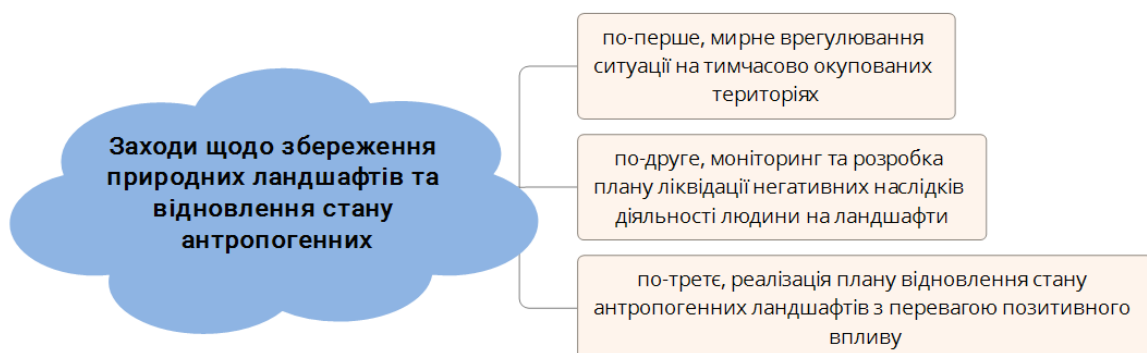 Заходи щодо збереження
природних ландшафтів та
відновлення стану
антропогенних
по-перше, мирне врегулювання
ситуації на тимчасово окупованих
територіях
по-друге, моніторинг та розробка
плану ліквідації негативних наслідків
діяльності людини на ландшафти
по-третє, реалізація плану відновлення стану
антропогенних ландшафтів з перевагою позитивного
впливу